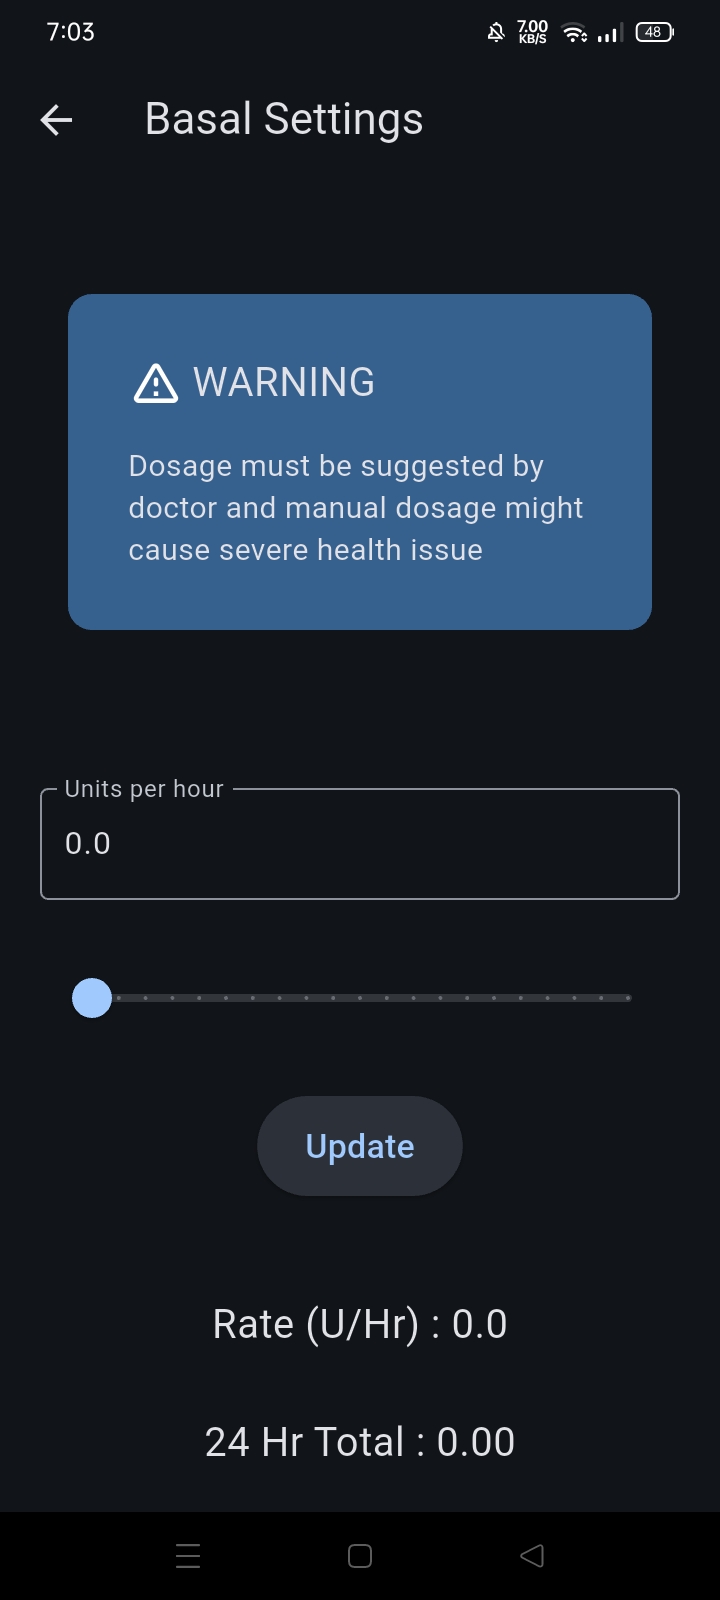 7:03
7.00
KB/S
48
Basal Settings
WARNING
Dosage must be suggested by
doctor and manual dosage might
cause severe health issue
Units per hour
0.0
Update
Rate (U/Hr) : 0.0
24 Hr Total : 0.00